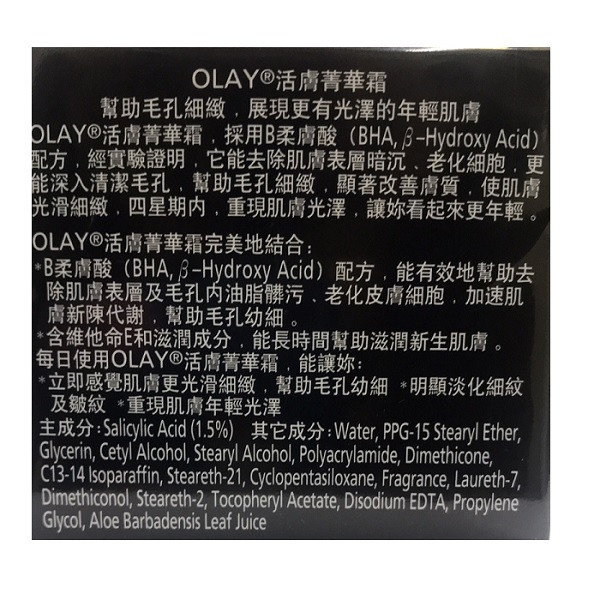 OLAY®活膚菁華霜
幫助毛孔細緻﹐展現更有光澤的年輕肌膚
OLAY®活膚菁華霜﹐採用B柔膚酸（BHA,β-Hydroxy Acid）
配方﹐經實驗證明﹐它能去除肌膚表層暗沉﹑老化細胞﹐更
能深入清潔毛孔﹐幫助毛孔細緻﹐顯著改善膚質﹐使肌膚
光滑細緻﹐四星期內﹐重現肌膚光澤﹐讓妳看起來更年輕。
OLAY®活膚菁華霜完美地結合:
*B柔膚酸（BHA,β-Hydroxy Acid）配方﹐能有效地幫助去
除肌膚表層及毛孔內油脂髒污﹑老化皮膚細胞﹐加速肌
膚新陳代謝﹐幫助毛孔幼細。
*含維他命E和滋潤成分﹐能長時間幫助滋潤新生肌膚。
每日使用OLAY®活膚菁華霜﹐能讓妳:
*立即感覺肌膚更光滑細緻﹐幫助毛孔幼細 *明顯淡化細紋
及皺紋 *重現肌膚年輕光澤
主成分:Salicylic Acid (1.5%) 其它成分:Water, PPG-15 Stearyl Ether,
Glycerin, Cetyl Alcohol, Stearyl Alcohol, Polyacrylamide, Dimethicone,
C13-14 Isoparaffin, Steareth-21, Cyclopentasiloxane, Fragrance, Laureth-7,
Dimethiconol, Steareth-2, Tocopheryl Acetate, Disodium EDTA, Propylene
Glycol, Aloe Barbadensis Leaf Juice